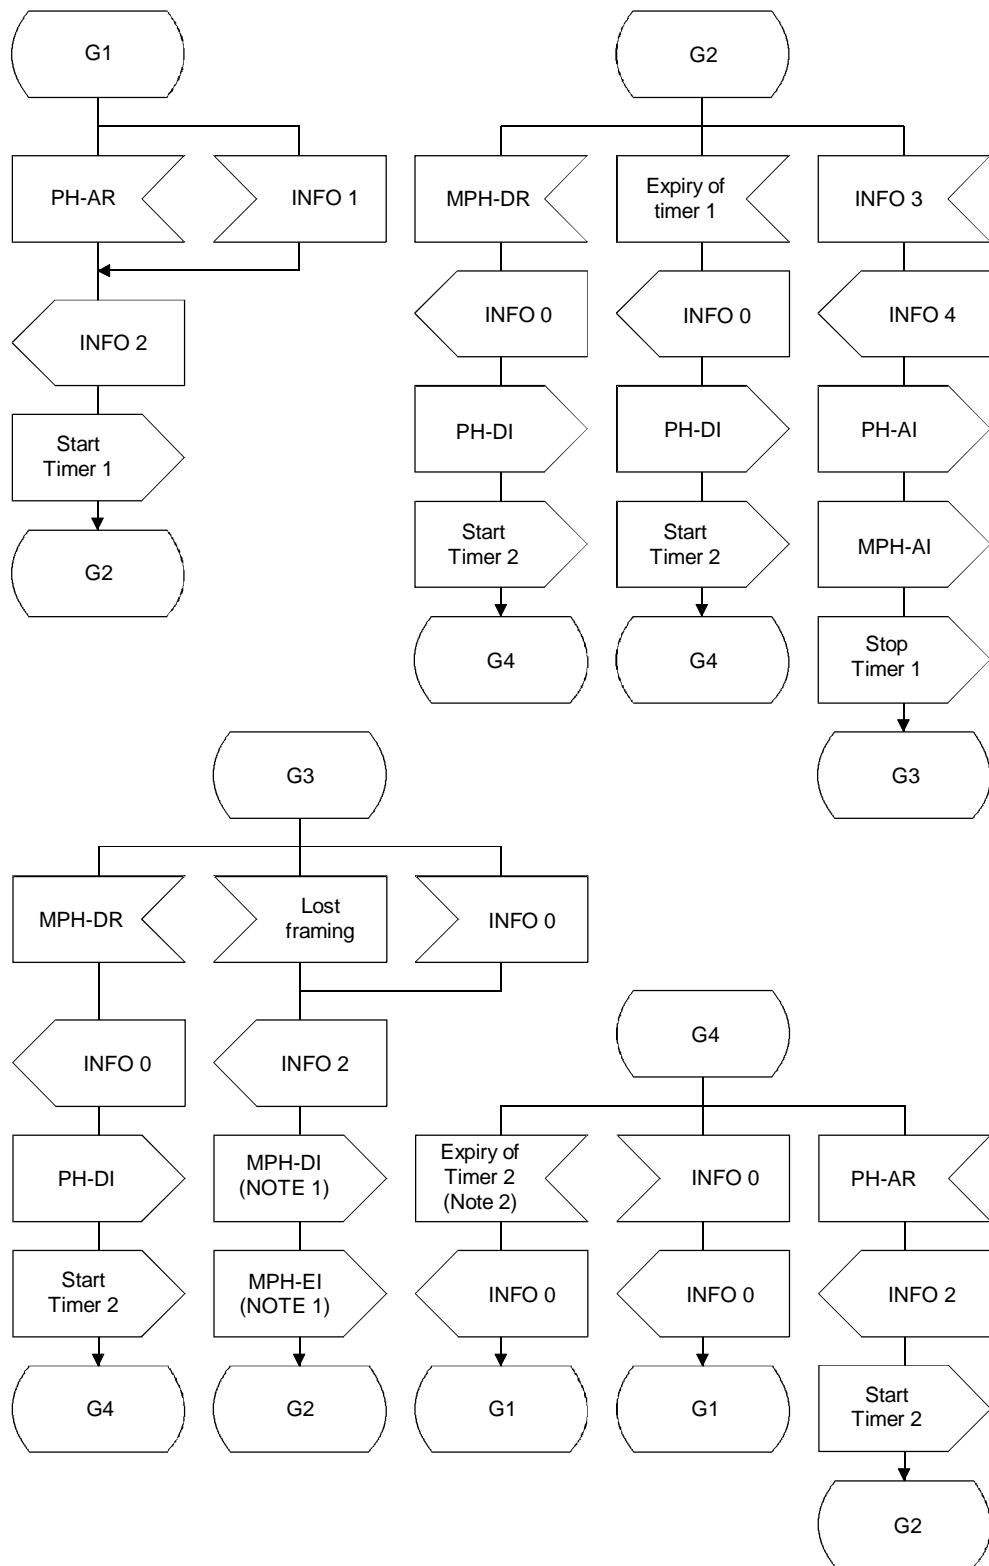 G1
PH-AR
INFO 1
INFO 2
Start
Timer 1
G2
G2
MPH-DR
INFO 0
PH-DI
Start
Timer 2
G4
Expiry of
timer 1
INFO 0
PH-DI
Start
Timer 2
G4
INFO 3
INFO 4
PH-AI
MPH-AI
Stop
Timer 1
G3
G3
MPH-DR
INFO 0
PH-DI
Start
Timer 2
G4
Lost
framing
INFO 0
INFO 2
MPH-DI
(NOTE 1)
MPH-EI
(NOTE 1)
G2
G4
Expiry of
Timer 2
(Note 2)
INFO 0
G1
INFO 0
INFO 0
G1
PH-AR
INFO 2
Start
Timer 2
G2